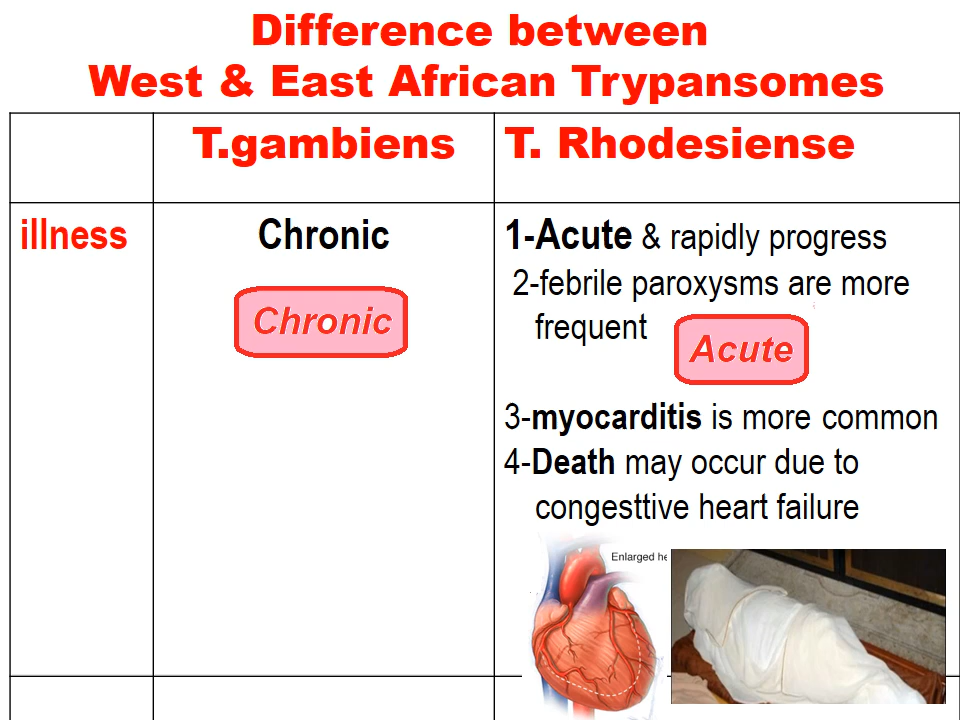 Difference between
West & East African Trypansomes
T.gambiens
T. Rhodesiense
illness
Chronic
Chronic
1-Acute & rapidly progress
2-febrile paroxysms are more
frequent
Acute
3-myocarditis is more common
4-Death may occur due to
congesttive heart failure
Enlarged